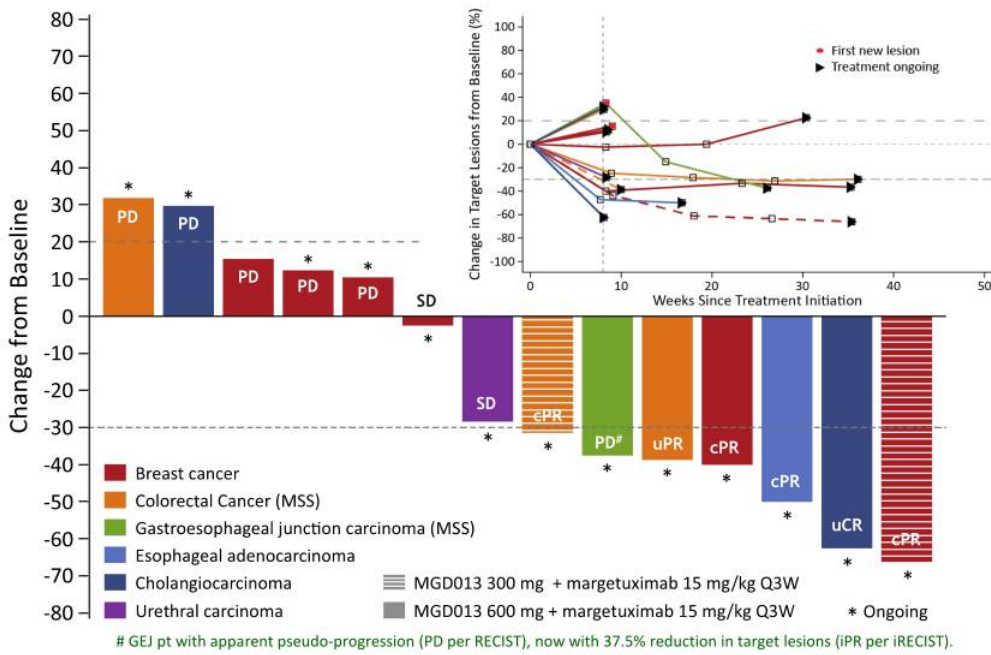 Change from Baseline
80
70
60
50
40
30
20
10
0
-10
-20
-30
-40
-50
-60
-70
-80
*
PD
*
PD
PD
*
PD
*
PD
SD
*
SD
*
cPR
*
PD#
*
uPR
*
cPR
*
cPR
*
uCR
*
cPR
*
Change in Target Lesions from Baseline (%)
100
80
60
40
20
0
-20
-40
-60
-80
-100
0
10
20
30
40
50
Weeks Since Treatment Initiation
First new lesion
Treatment ongoing
Breast cancer
Colorectal Cancer (MSS)
Gastroesophageal junction carcinoma (MSS)
Esophageal adenocarcinoma
Cholangiocarcinoma
Urethral carcinoma
MGD013 300 mg + margetuximab 15 mg/kg Q3W
MGD013 600 mg + margetuximab 15 mg/kg Q3W
* Ongoing
# GEJ pt with apparent pseudo-progression (PD per RECIST), now with 37.5% reduction in target lesions (iPR per iRECIST).